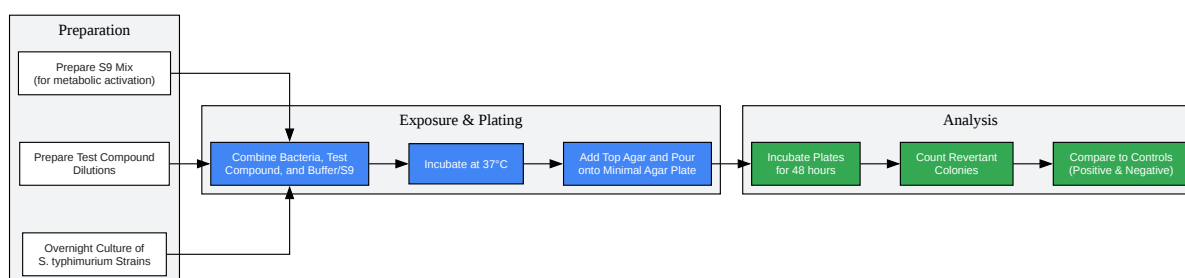 Preparation
Prepare S9 Mix
(for metabolic activation)
Prepare Test Compound
Dilutions
Overnight Culture of
S. typhimurium Strains
Exposure & Plating
Combine Bacteria, Test
Compound, and Buffer/S9
Incubate at 37°C
Add Top Agar and Pour
onto Minimal Agar Plate
Analysis
Incubate Plates
for 48 hours
Count Revertant
Colonies
Compare to Controls
(Positive & Negative)